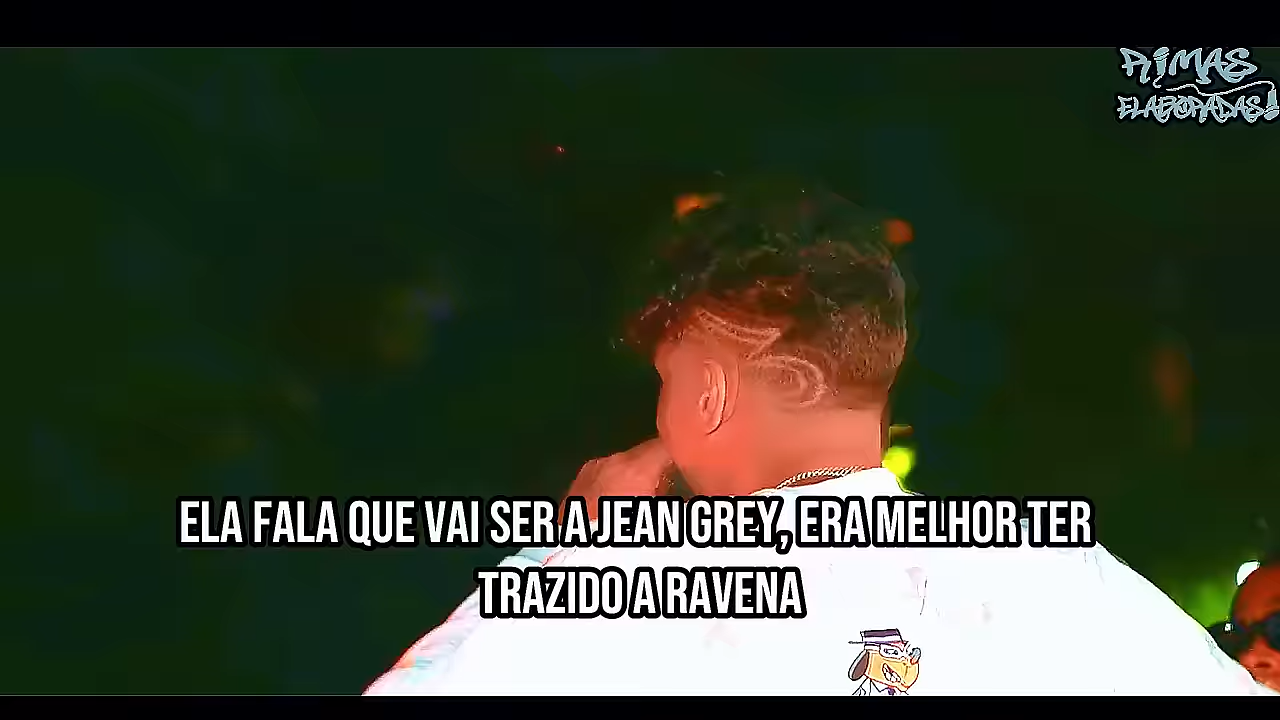 RIMAS
ELABORADAS!
ELA FALA QUE VAI SER A JEAN GREY, ERA MELHOR TER
TRAZIDO A RAVENA